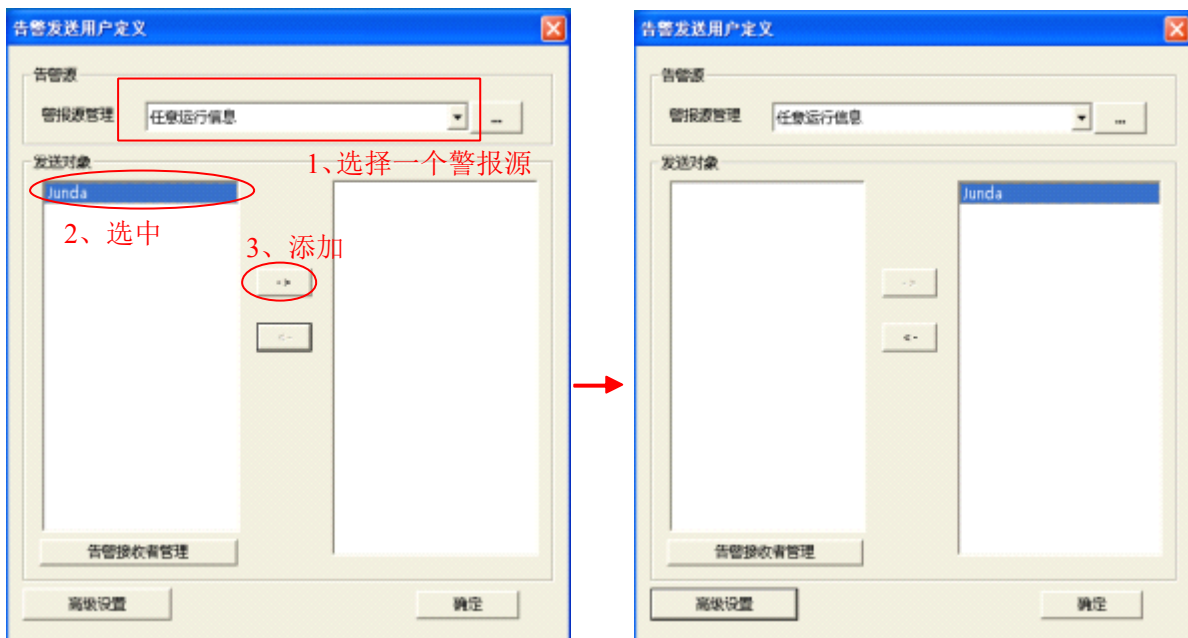 告警发送用户定义
告警源
警报源管理 任意运行信息 ...
发送对象
1、选择一个警报源
Junda
2、选中
3、添加
->
<-
告警接收者管理
高级设置 确定
告警发送用户定义
告警源
警报源管理 任意运行信息 ...
发送对象
Junda
->
<-
告警接收者管理
高级设置 确定